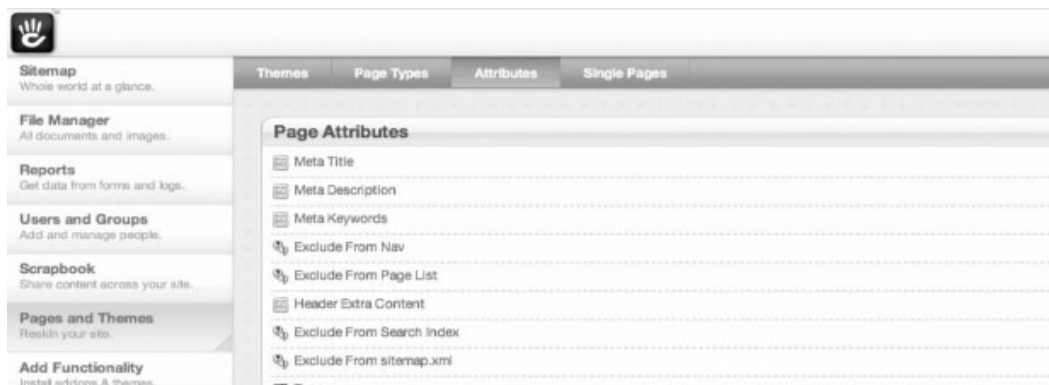 Sitemap
Whole world at a glance.
File Manager
All documents and images.
Reports
Get data from forms and logs.
Users and Groups
Add and manage people.
Scrapbook
Share content across your site.
Pages and Themes
Reskin your site.
Add Functionality
Install addons & themes.
Themes
Page Types
Attributes
Single Pages
Page Attributes
Meta Title
Meta Description
Meta Keywords
Exclude From Nav
Exclude From Page List
Header Extra Content
Exclude From Search Index
Exclude From sitemap.xml